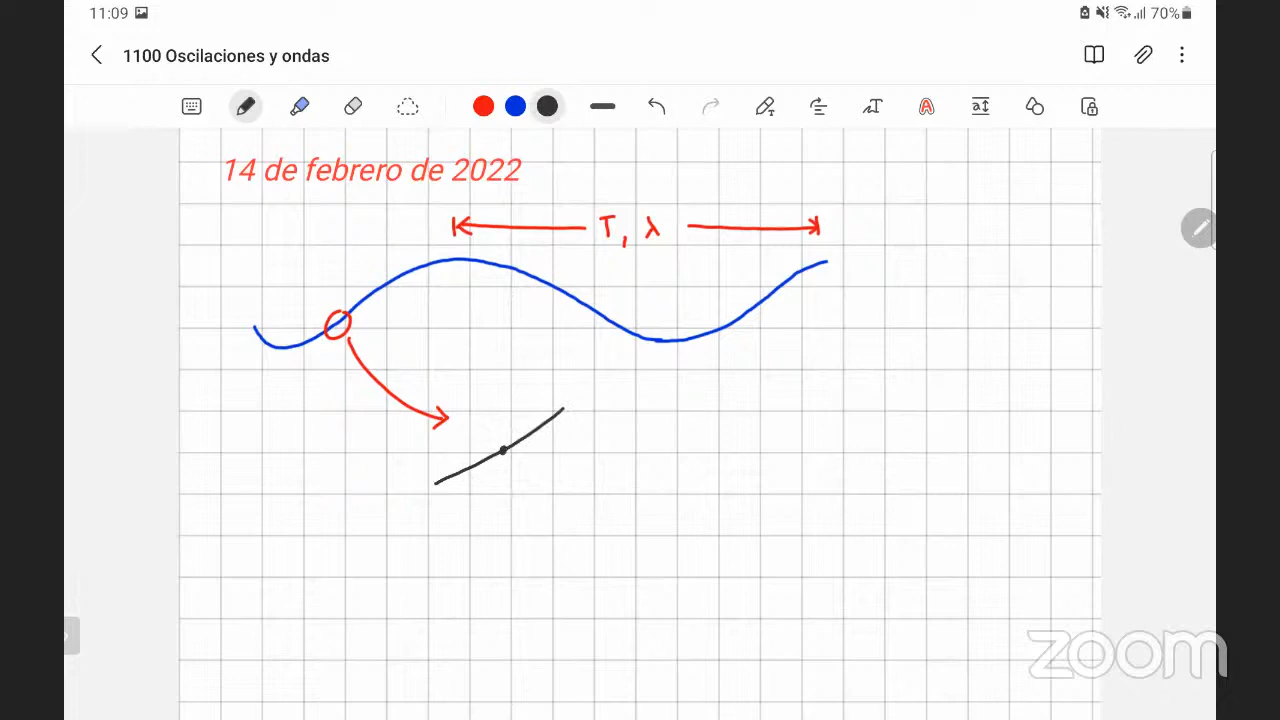 11:09
70%
1100 Oscilaciones y ondas
14 de febrero de 2022
T, λ
zoom